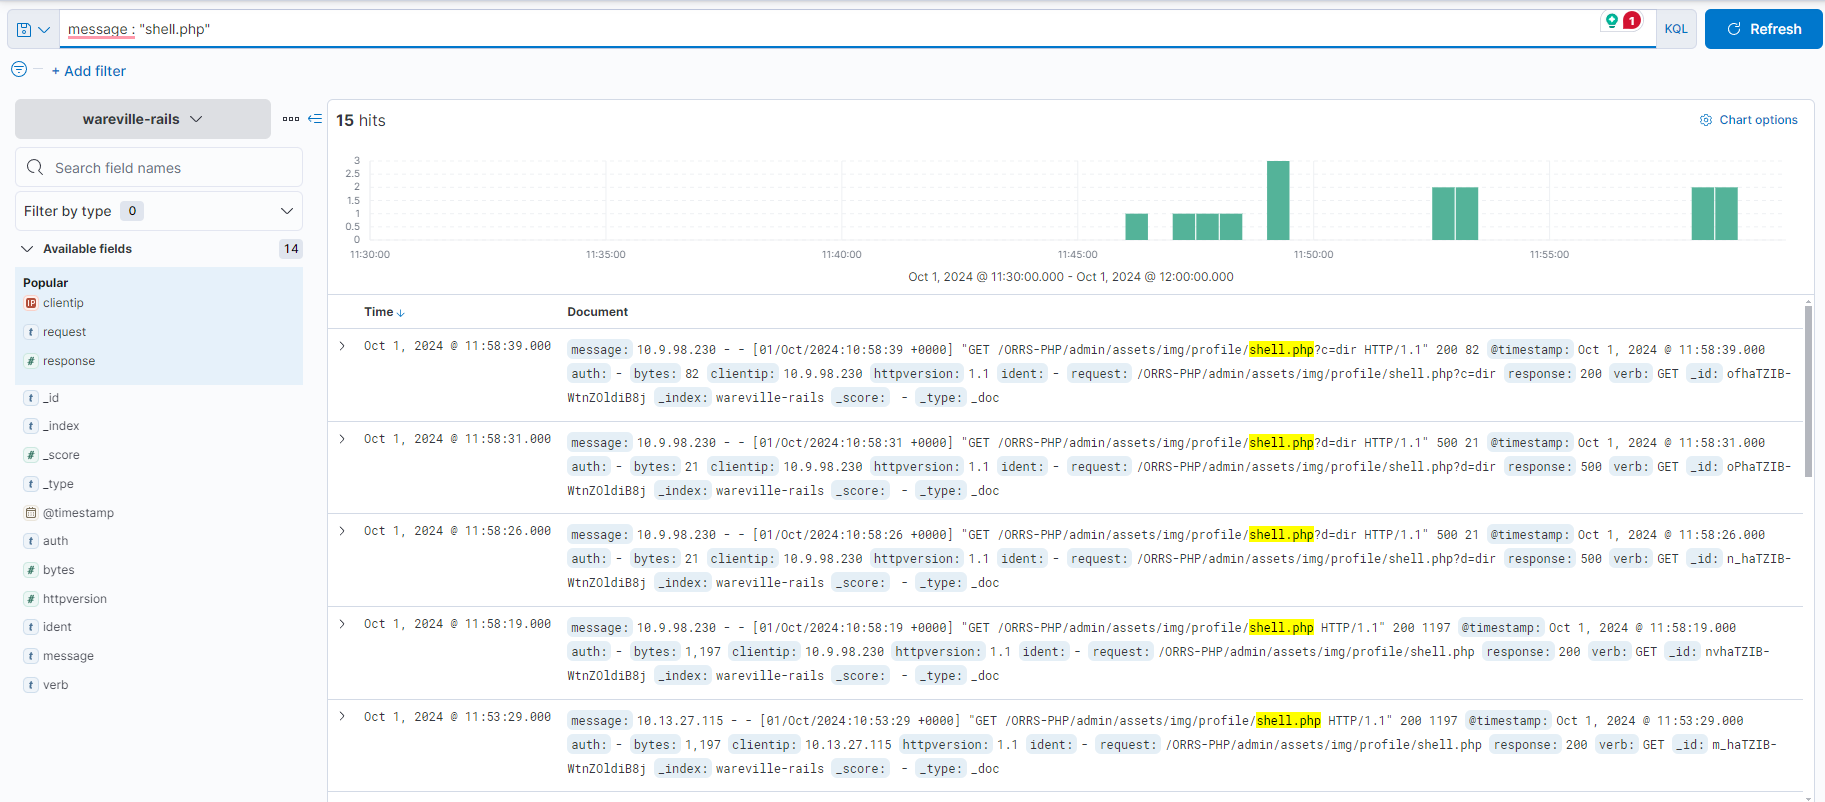 message : "shell.php"
1
KQL
Refresh
+ Add filter
wareville-rails
15 hits
Chart options
Search field names
Filter by type 0
Available fields 14
Popular
IP clientip
t request
# response
t _id
t _index
# _score
t _type
@timestamp
t auth
# bytes
# httpversion
t ident
t message
t verb
3
2.5
2
1.5
1
0.5
0
11:30:00 11:35:00 11:40:00 11:45:00 11:50:00 11:55:00
Oct 1, 2024 @ 11:30:00.000 - Oct 1, 2024 @ 12:00:00.000
Time Document
Oct 1, 2024 @ 11:58:39.000 message: 10.9.98.230 - - [01/Oct/2024:10:58:39 +0000] "GET /ORRS-PHP/admin/assets/img/profile/shell.php?c=dir HTTP/1.1" 200 82 @timestamp: Oct 1, 2024 @ 11:58:39.000
auth: - bytes: 82 clientip: 10.9.98.230 httpversion: 1.1 ident: - request: /ORRS-PHP/admin/assets/img/profile/shell.php?c=dir response: 200 verb: GET _id: ofhaTZIB-
WtnZOldiB8j _index: wareville-rails _score: - _type: _doc
Oct 1, 2024 @ 11:58:31.000 message: 10.9.98.230 - - [01/Oct/2024:10:58:31 +0000] "GET /ORRS-PHP/admin/assets/img/profile/shell.php?d=dir HTTP/1.1" 500 21 @timestamp: Oct 1, 2024 @ 11:58:31.000
auth: - bytes: 21 clientip: 10.9.98.230 httpversion: 1.1 ident: - request: /ORRS-PHP/admin/assets/img/profile/shell.php?d=dir response: 500 verb: GET _id: oPhaTZIB-
WtnZOldiB8j _index: wareville-rails _score: - _type: _doc
Oct 1, 2024 @ 11:58:26.000 message: 10.9.98.230 - - [01/Oct/2024:10:58:26 +0000] "GET /ORRS-PHP/admin/assets/img/profile/shell.php?d=dir HTTP/1.1" 500 21 @timestamp: Oct 1, 2024 @ 11:58:26.000
auth: - bytes: 21 clientip: 10.9.98.230 httpversion: 1.1 ident: - request: /ORRS-PHP/admin/assets/img/profile/shell.php?d=dir response: 500 verb: GET _id: n_haTZIB-
WtnZOldiB8j _index: wareville-rails _score: - _type: _doc
Oct 1, 2024 @ 11:58:19.000 message: 10.9.98.230 - - [01/Oct/2024:10:58:19 +0000] "GET /ORRS-PHP/admin/assets/img/profile/shell.php HTTP/1.1" 200 1197 @timestamp: Oct 1, 2024 @ 11:58:19.000
auth: - bytes: 1,197 clientip: 10.9.98.230 httpversion: 1.1 ident: - request: /ORRS-PHP/admin/assets/img/profile/shell.php response: 200 verb: GET _id: nvhaTZIB-
WtnZOldiB8j _index: wareville-rails _score: - _type: _doc
Oct 1, 2024 @ 11:53:29.000 message: 10.13.27.115 - - [01/Oct/2024:10:53:29 +0000] "GET /ORRS-PHP/admin/assets/img/profile/shell.php HTTP/1.1" 200 1197 @timestamp: Oct 1, 2024 @ 11:53:29.000
auth: - bytes: 1,197 clientip: 10.13.27.115 httpversion: 1.1 ident: - request: /ORRS-PHP/admin/assets/img/profile/shell.php response: 200 verb: GET _id: m_haTZIB-
WtnZOldiB8j _index: wareville-rails _score: - _type: _doc